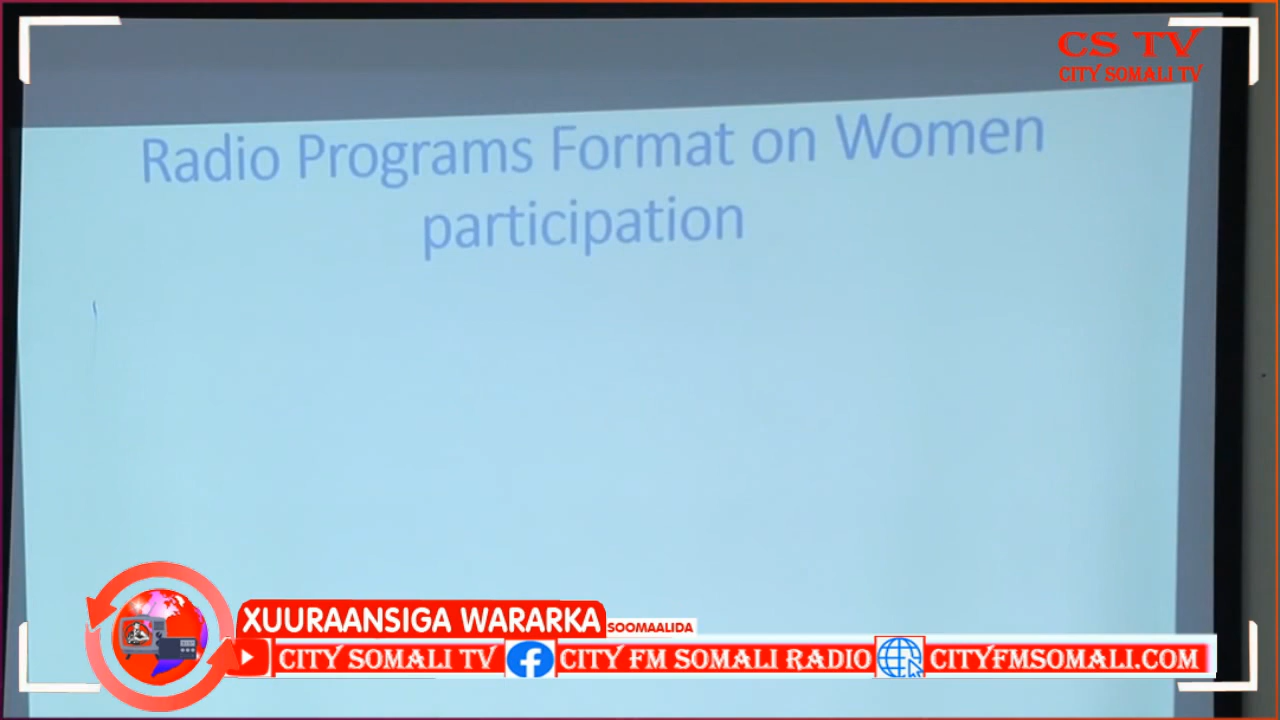 CS TV
CITY SOMALI TV
Radio Programs Format on Women
participation
XUURAANSIGA WARARKA SOOMAALIDA
CITY SOMALI TV CITY FM SOMALI RADIO CITYFMSOMALI.COM